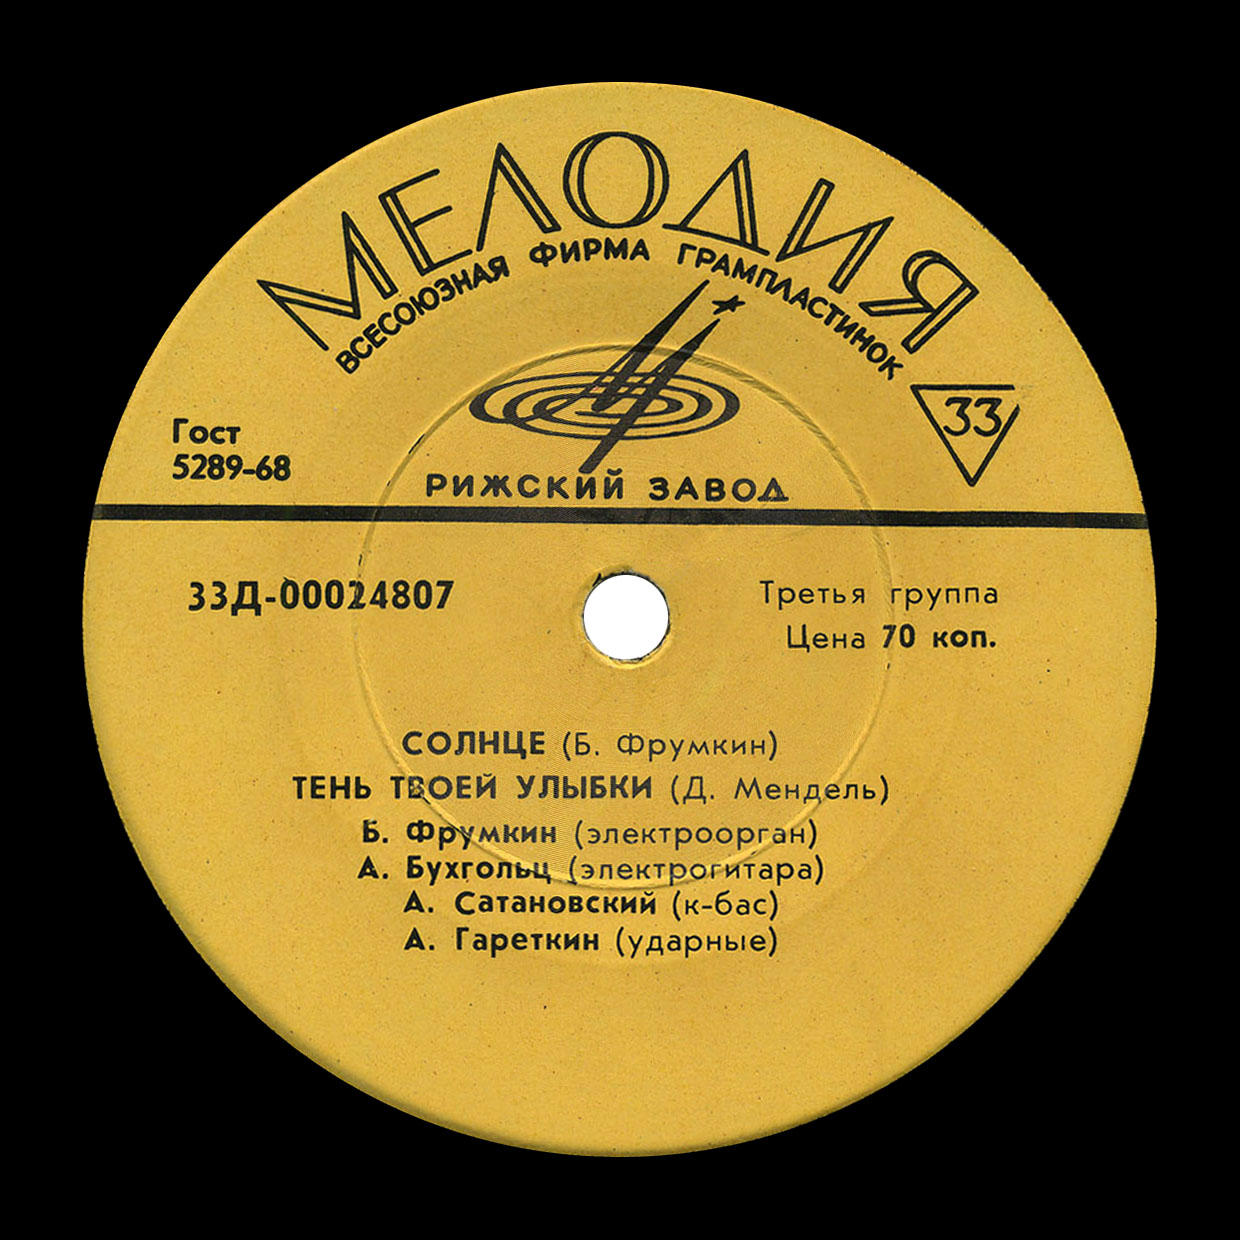 МЕЛОДИЯ
ВСЕСОЮЗНАЯ ФИРМА ГРАМПЛАСТИНОК
33
Гост
5289-68
РИЖСКИЙ ЗАВОД
33Д-00024807
Третья группа
Цена 70 коп.
СОЛНЦЕ (Б. Фрумкин)
ТЕНЬ ТВОЕЙ УЛЫБКИ (Д. Мендель)
Б. Фрумкин (электроорган)
А. Бухгольц (электрогитара)
А. Сатановский (к-бас)
А. Гареткин (ударные)